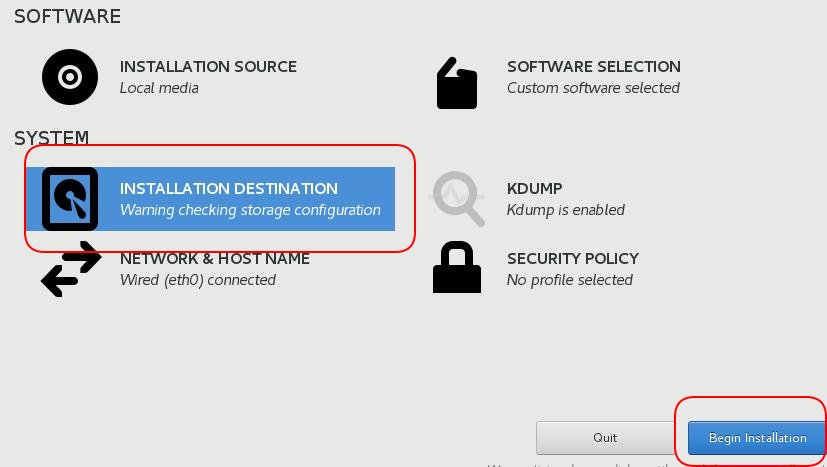 SOFTWARE
INSTALLATION SOURCE
Local media
SOFTWARE SELECTION
Custom software selected
SYSTEM
INSTALLATION DESTINATION
Warning checking storage configuration
KDUMP
Kdump is enabled
NETWORK & HOST NAME
Wired (eth0) connected
SECURITY POLICY
No profile selected
Quit
Begin Installation